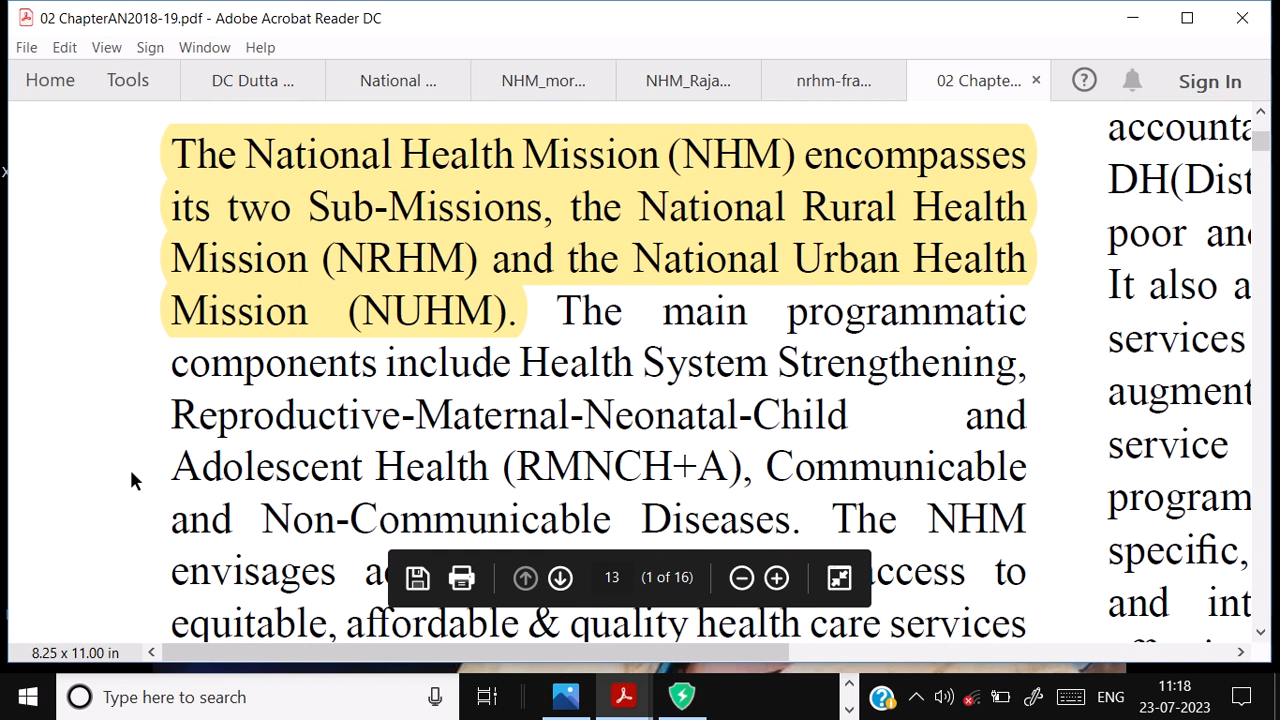 02 ChapterAN2018-19.pdf - Adobe Acrobat Reader DC
File Edit View Sign Window Help
Home Tools DC Dutta ... National ... NHM_mor... NHM_Raja... nrhm-fra... 02 Chapte... × Sign In
The National Health Mission (NHM) encompasses
its two Sub-Missions, the National Rural Health
Mission (NRHM) and the National Urban Health
Mission (NUHM). The main programmatic
components include Health System Strengthening,
Reproductive-Maternal-Neonatal-Child and
Adolescent Health (RMNCH+A), Communicable
and Non-Communicable Diseases. The NHM
envisages access to
equitable, affordable & quality health care services
accounta
DH(Dist
poor and
It also a
services
augment
service
program
specific,
and int
13 (1 of 16)
8.25 x 11.00 in
Type here to search
ENG
11:18
23-07-2023